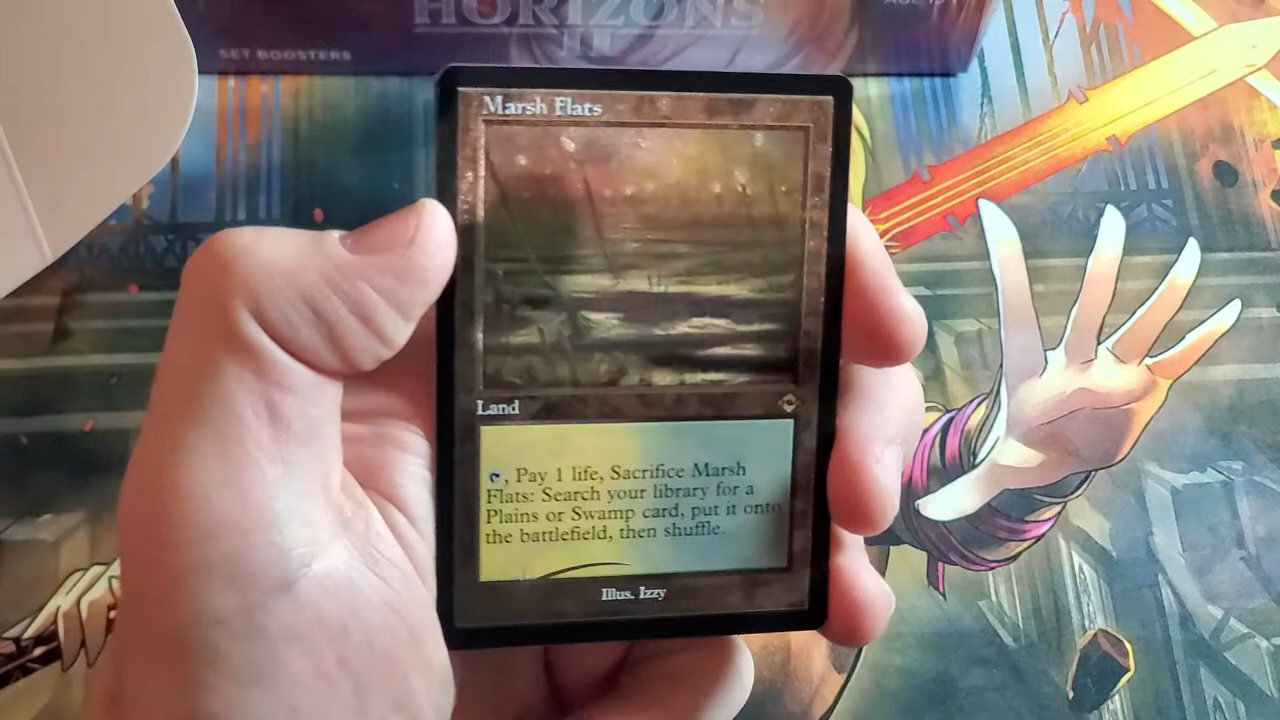 HORIZONS
II
SET BOOSTERS
Marsh Flats
Land
, Pay 1 life, Sacrifice Marsh
Flats: Search your library for a
Plains or Swamp card, put it onto
the battlefield, then shuffle.
Illus. Izzy